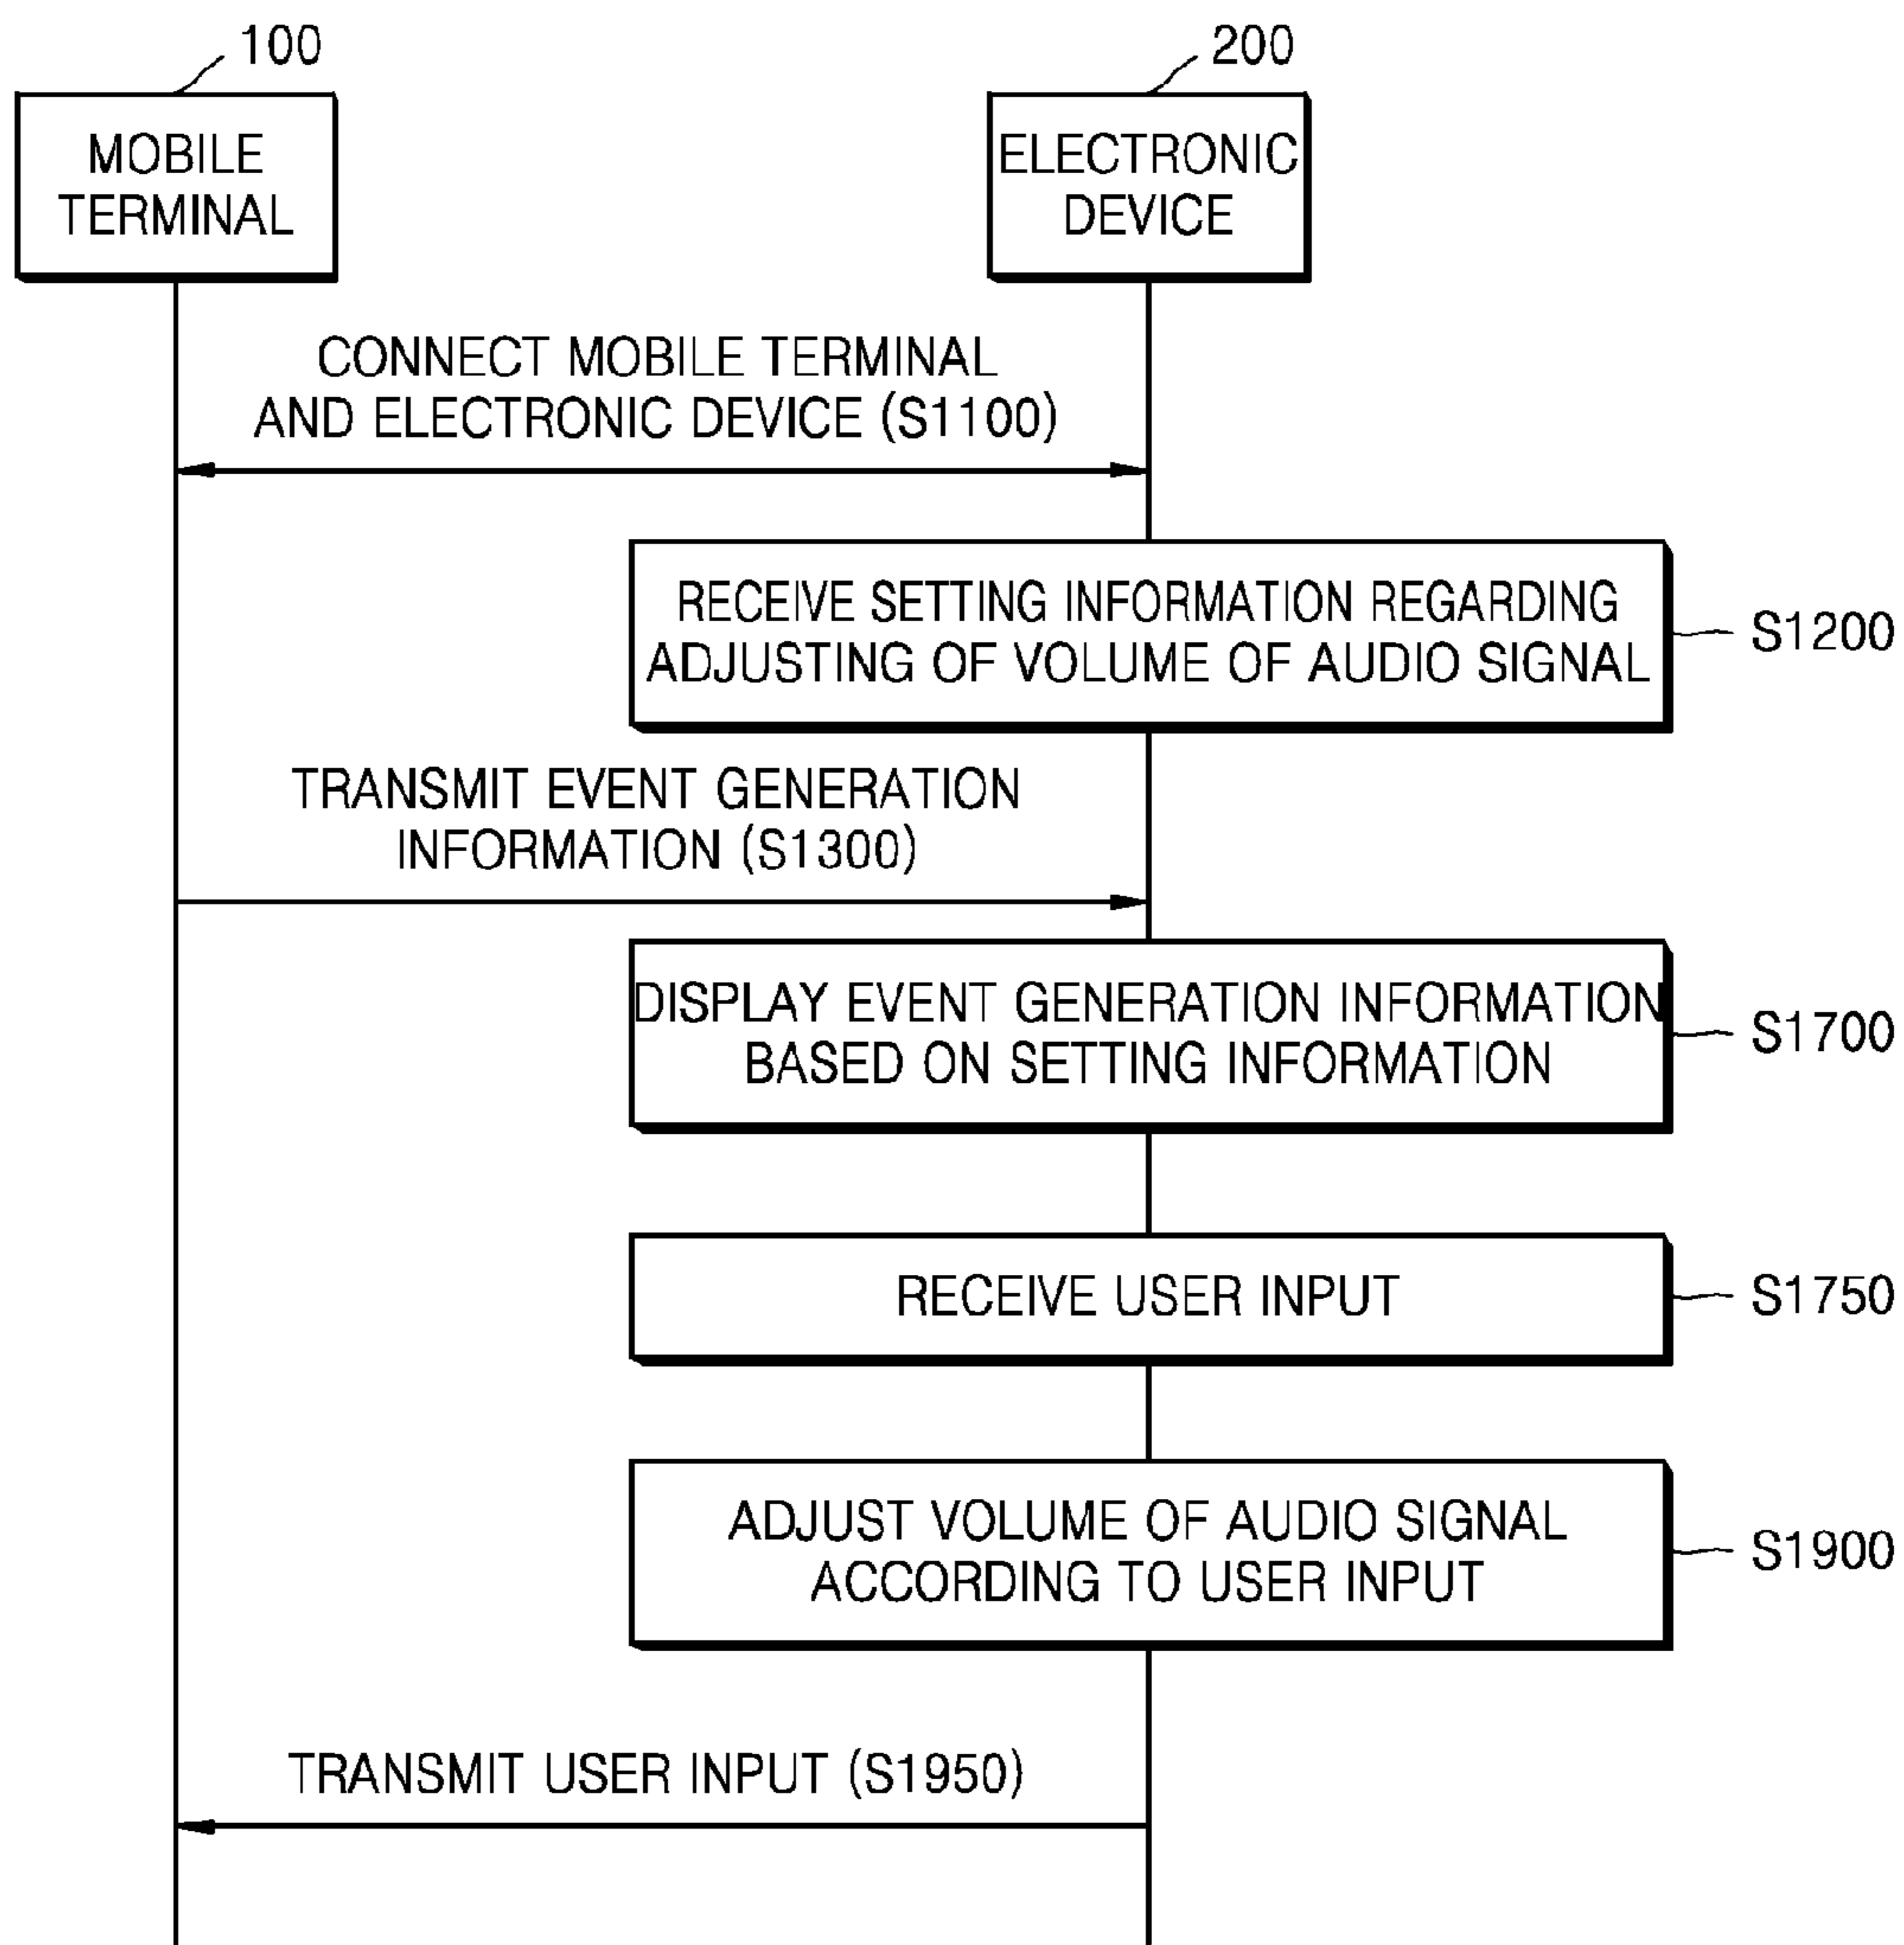 100
200
MOBILE
TERMINAL
ELECTRONIC
DEVICE
CONNECT MOBILE TERMINAL
AND ELECTRONIC DEVICE (S1100)
RECEIVE SETTING INFORMATION REGARDING
ADJUSTING OF VOLUME OF AUDIO SIGNAL
S1200
TRANSMIT EVENT GENERATION
INFORMATION (S1300)
DISPLAY EVENT GENERATION INFORMATION
BASED ON SETTING INFORMATION
S1700
RECEIVE USER INPUT
S1750
ADJUST VOLUME OF AUDIO SIGNAL
ACCORDING TO USER INPUT
S1900
TRANSMIT USER INPUT (S1950)